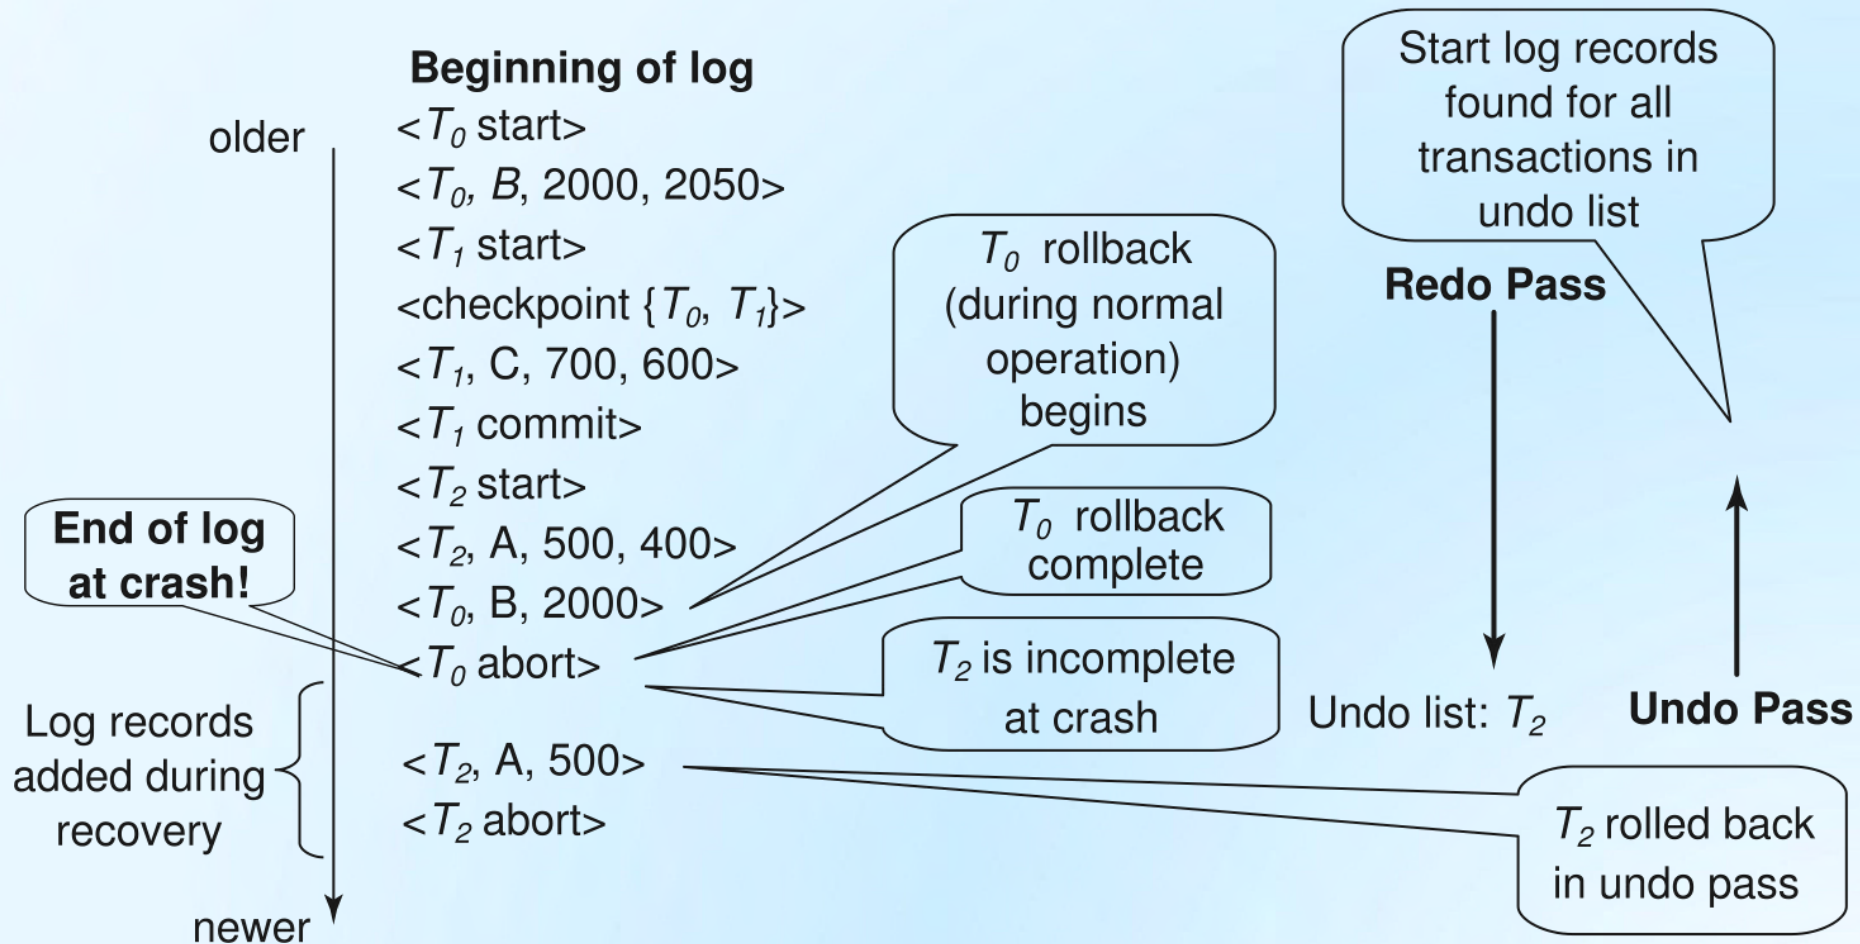 Beginning of log
older
<T0 start>
<T0, B, 2000, 2050>
<T1 start>
<checkpoint {T0, T1}>
<T1, C, 700, 600>
<T1 commit>
<T2 start>
<T2, A, 500, 400>
<T0, B, 2000>
<T0 abort>
<T2, A, 500>
<T2 abort>
newer
End of log
at crash!
Log records
added during
recovery
T0 rollback
(during normal
operation)
begins
T0 rollback
complete
T2 is incomplete
at crash
Start log records
found for all
transactions in
undo list
Redo Pass
Undo list: T2
Undo Pass
T2 rolled back
in undo pass